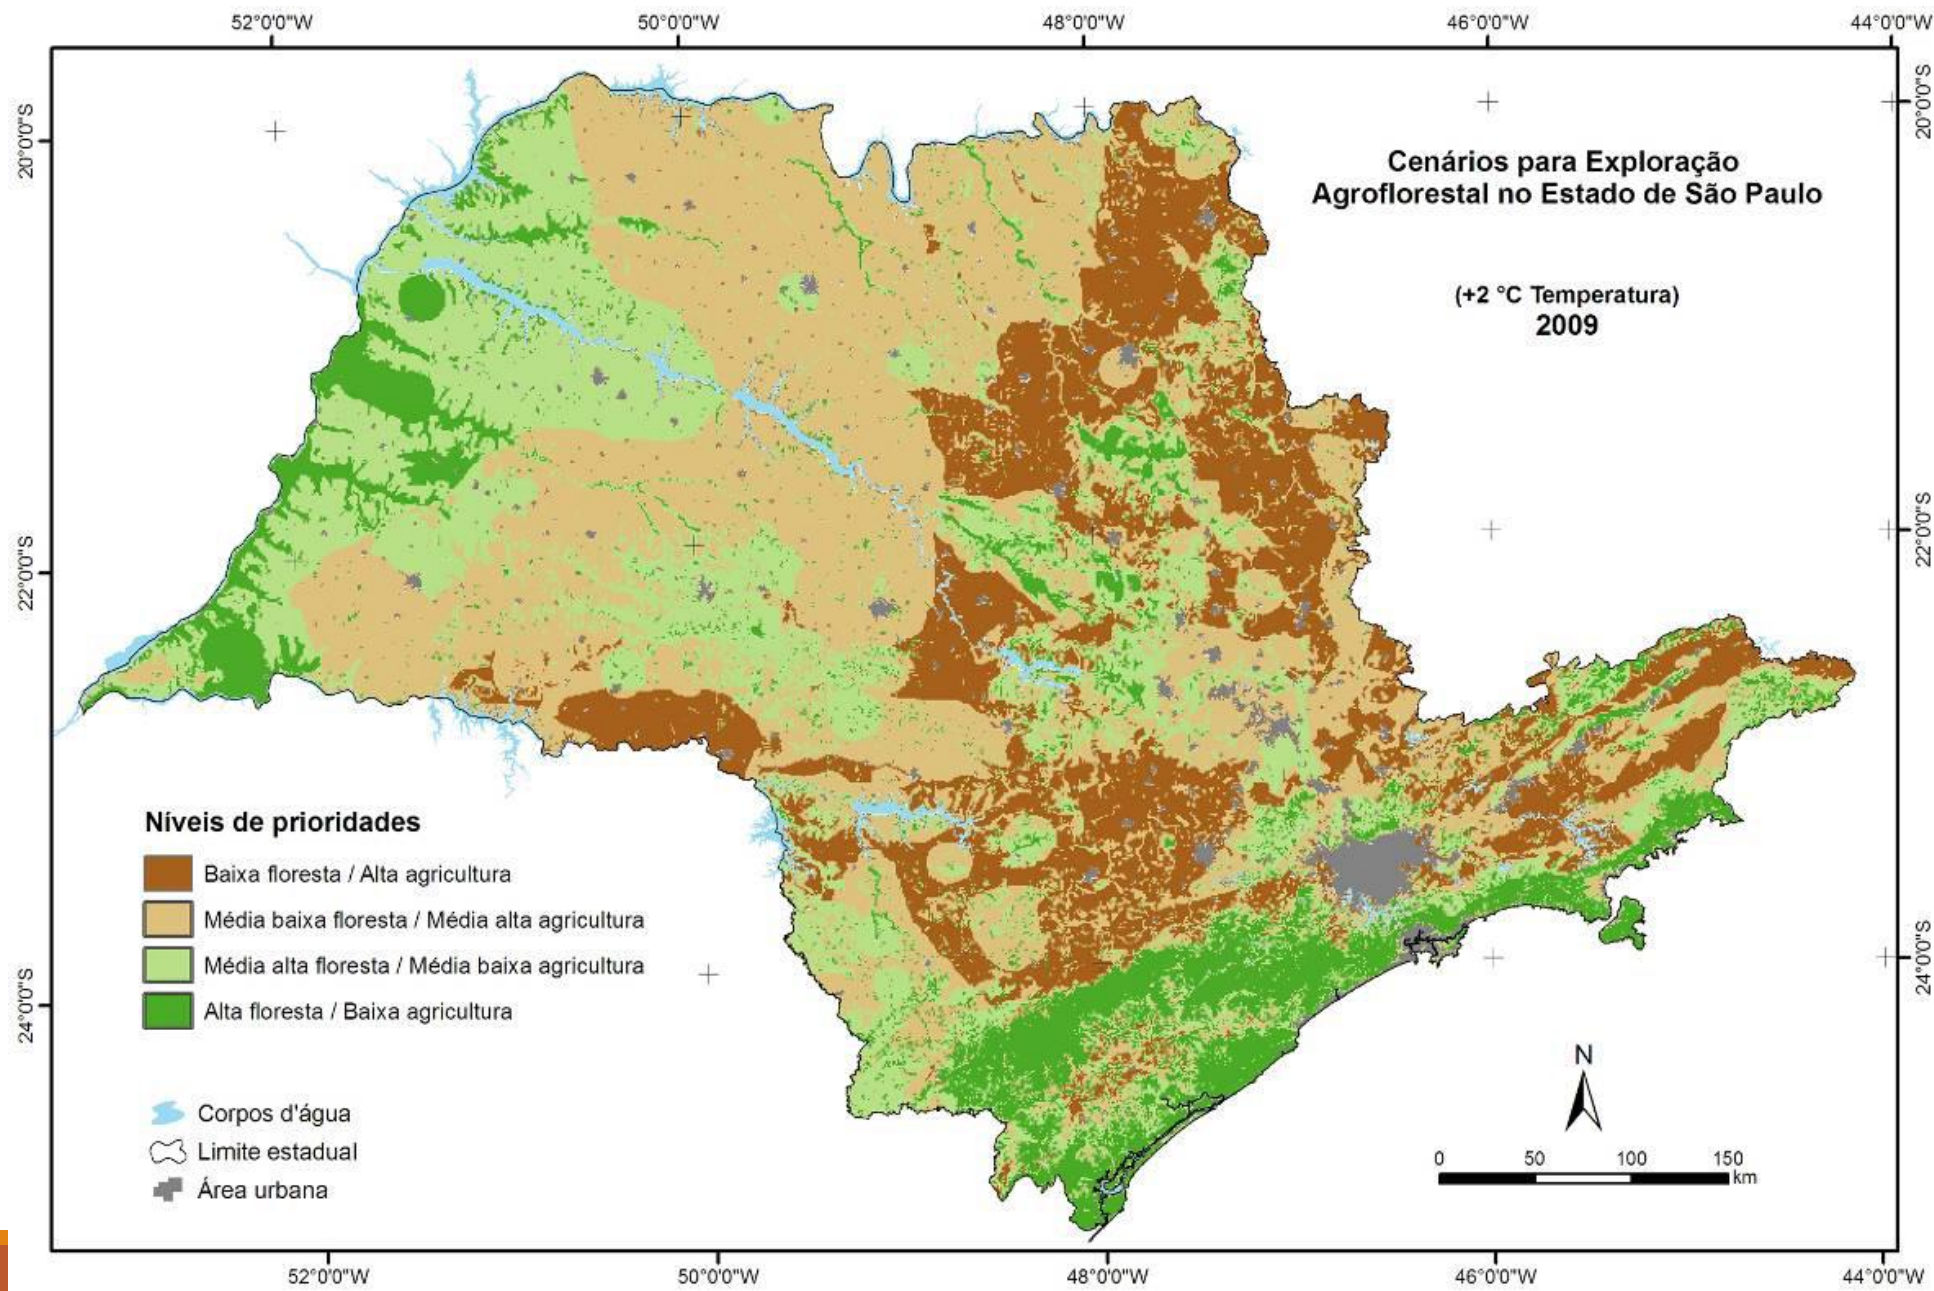 52°0'0"W
50°0'0"W
48°0'0"W
46°0'0"W
44°0'0"W
20°0'0"S
20°0'0"S
Cenários para Exploração
Agroflorestal no Estado de São Paulo
(+2 °C Temperatura)
2009
22°0'0"S
22°0'0"S
Níveis de prioridades
Baixa floresta / Alta agricultura
Média baixa floresta / Média alta agricultura
Média alta floresta / Média baixa agricultura
Alta floresta / Baixa agricultura
24°0'0"S
24°0'0"S
Corpos d'água
Limite estadual
Área urbana
N
0 50 100 150
km
52°0'0"W
50°0'0"W
48°0'0"W
46°0'0"W
44°0'0"W